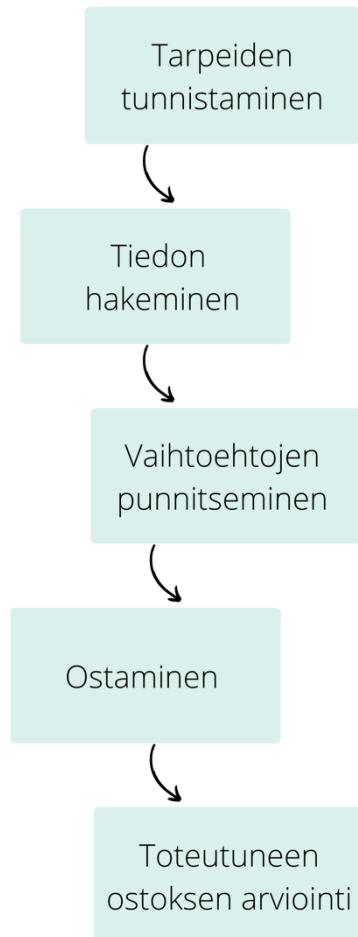 Tarpeiden
tunnistaminen
Tiedon
hakeminen
Vaihtoehtojen
punnitseminen
Ostaminen
Toteutuneen
ostoksen arviointi